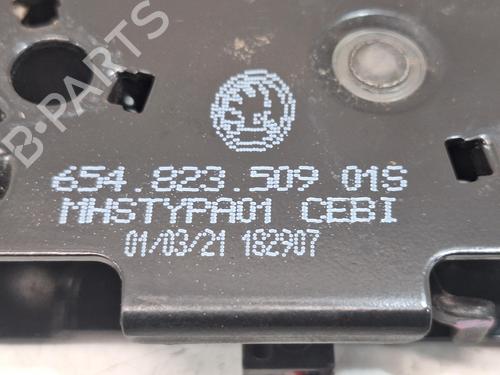 B-PARTS
654.823.509 01S
MHSTYPA01 CEBI
01/03/21 182907